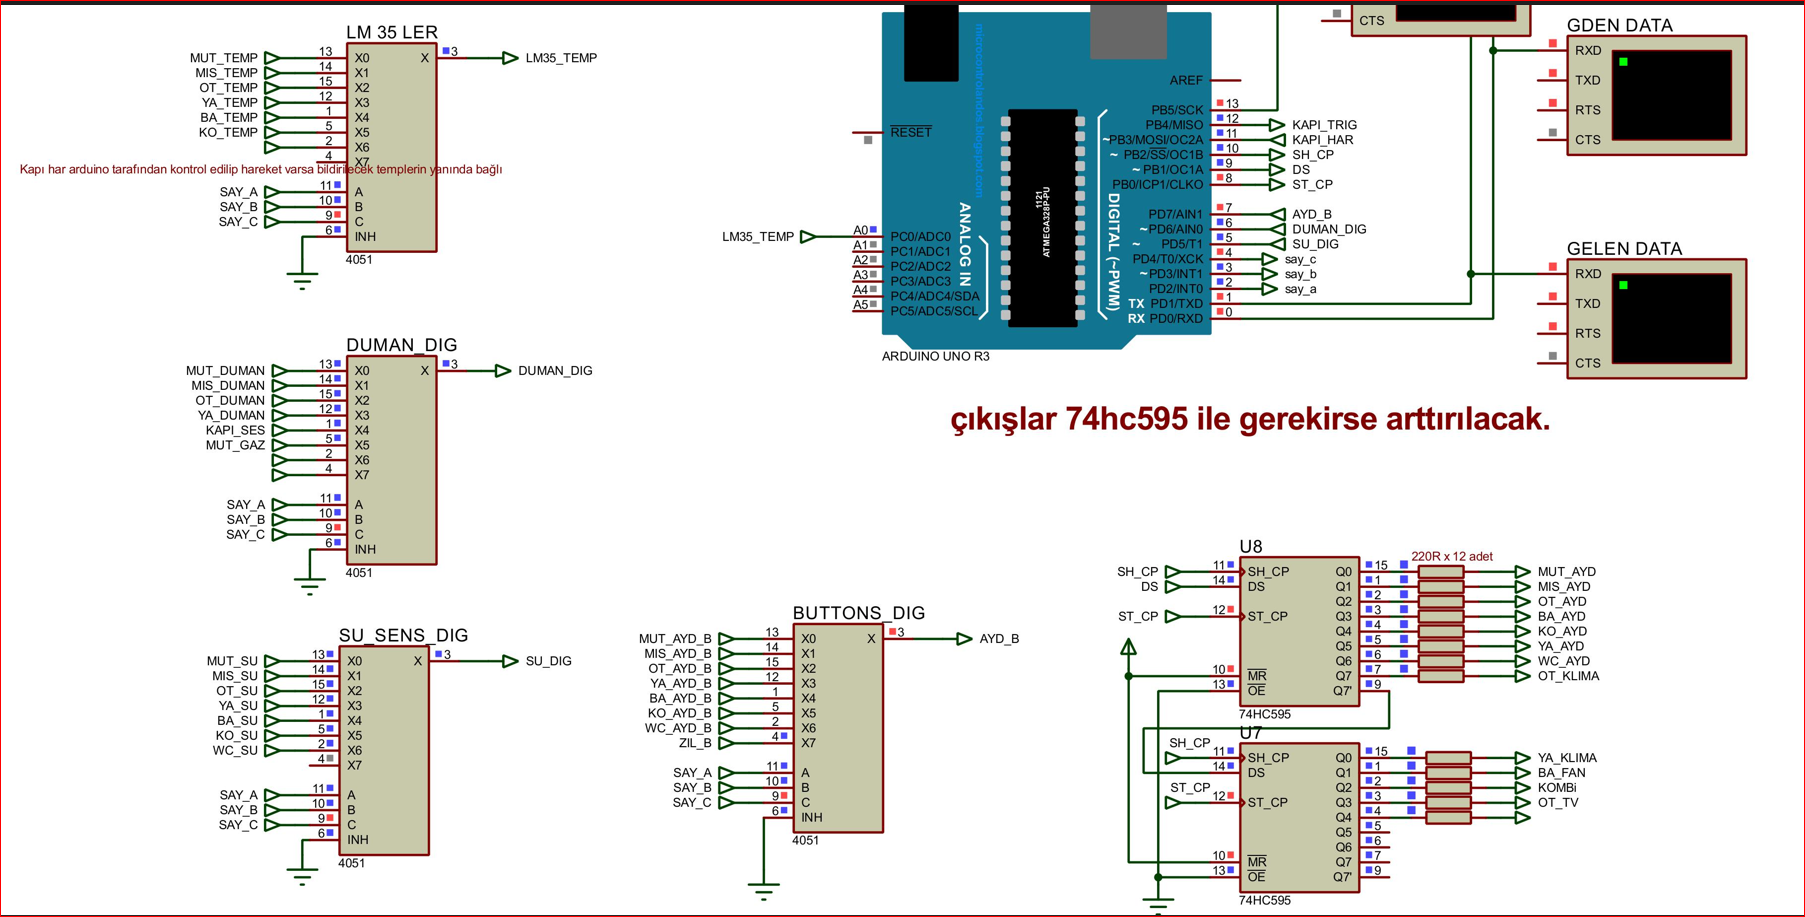 LM 35 LER
MUT_TEMP 13 X0 X 3 LM35_TEMP
MIS_TEMP 14 X1
OT_TEMP 15 X2
YA_TEMP 12 X3
BA_TEMP 1 X4
KO_TEMP 5 X5
2 X6
4 X7
Kapı har arduino tarafından kontrol edilip hareket varsa bildirilecek templerin yanında bağlı
SAY_A 11 A
SAY_B 10 B
SAY_C 9 C
6 INH
4051
DUMAN_DIG
MUT_DUMAN 13 X0 X 3 DUMAN_DIG
MIS_DUMAN 14 X1
OT_DUMAN 15 X2
YA_DUMAN 12 X3
KAPI_SES 1 X4
MUT_GAZ 5 X5
2 X6
4 X7
SAY_A 11 A
SAY_B 10 B
SAY_C 9 C
6 INH
4051
SU_SENS_DIG
MUT_SU 13 X0 X 3 SU_DIG
MIS_SU 14 X1
OT_SU 15 X2
YA_SU 12 X3
BA_SU 1 X4
KO_SU 5 X5
WC_SU 2 X6
4 X7
SAY_A 11 A
SAY_B 10 B
SAY_C 9 C
6 INH
4051
BUTTONS_DIG
MUT_AYD_B 13 X0 X 3 AYD_B
MIS_AYD_B 14 X1
OT_AYD_B 15 X2
YA_AYD_B 12 X3
BA_AYD_B 1 X4
KO_AYD_B 5 X5
WC_AYD_B 2 X6
ZIL_B 4 X7
SAY_A 11 A
SAY_B 10 B
SAY_C 9 C
6 INH
4051
microcontrolandos.blogspot.com
AREF
RESET
PB5/SCK 13
PB4/MISO 12 KAPI_TRIG
~PB3/MOSI/OC2A 11 KAPI_HAR
~ PB2/SS/OC1B 10 SH_CP
~ PB1/OC1A 9 DS
PB0/ICP1/CLKO 8 ST_CP
PD7/AIN1 7 AYD_B
~PD6/AIN0 6 DUMAN_DIG
~ PD5/T1 5 SU_DIG
PD4/T0/XCK 4 say_c
~PD3/INT1 3 say_b
PD2/INT0 2 say_a
TX PD1/TXD 1
RX PD0/RXD 0
1121
ATMEGA328P-PU
DIGITAL (~PWM)
ANALOG IN
LM35_TEMP A0 PC0/ADC0
A1 PC1/ADC1
A2 PC2/ADC2
A3 PC3/ADC3
A4 PC4/ADC4/SDA
A5 PC5/ADC5/SCL
ARDUINO UNO R3
CTS
GDEN DATA
RXD
TXD
RTS
CTS
GELEN DATA
RXD
TXD
RTS
CTS
çıkışlar 74hc595 ile gerekirse arttırılacak.
U8
220R x 12 adet
SH_CP 11 SH_CP Q0 15 MUT_AYD
DS 14 DS Q1 1 MIS_AYD
Q2 2 OT_AYD
ST_CP 12 ST_CP Q3 3 BA_AYD
Q4 4 KO_AYD
Q5 5 YA_AYD
10 MR Q6 6 WC_AYD
Q7 7 OT_KLIMA
13 OE Q7' 9
74HC595
U7
SH_CP 11 SH_CP Q0 15 YA_KLIMA
14 DS Q1 1 BA_FAN
Q2 2 KOMBi
ST_CP 12 ST_CP Q3 3 OT_TV
Q4 4
Q5 5
Q6 6
10 MR Q7 7
13 OE Q7' 9
74HC595